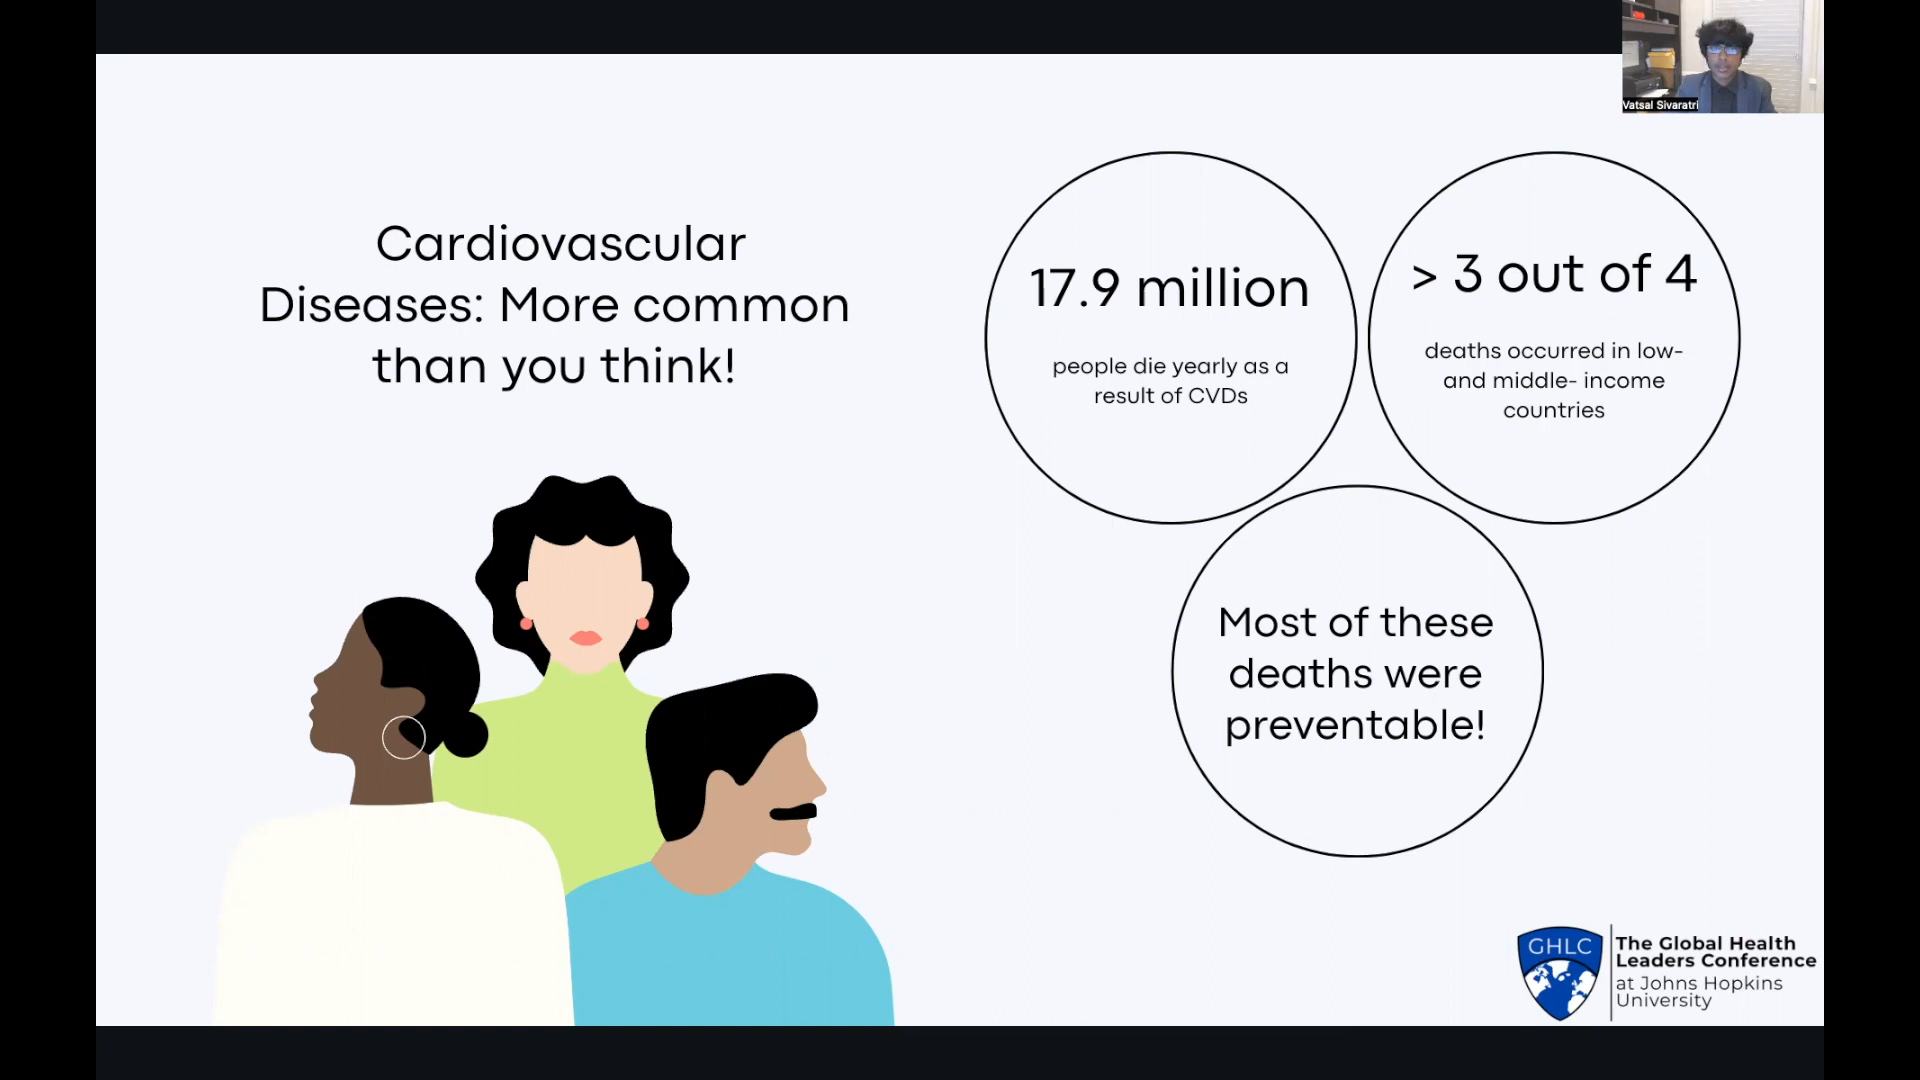 Vatsal Sivaratri
Cardiovascular
Diseases: More common
than you think!
17.9 million
people die yearly as a
result of CVDs
> 3 out of 4
deaths occurred in low-
and middle- income
countries
Most of these
deaths were
preventable!
GHLC
The Global Health
Leaders Conference
at Johns Hopkins
University